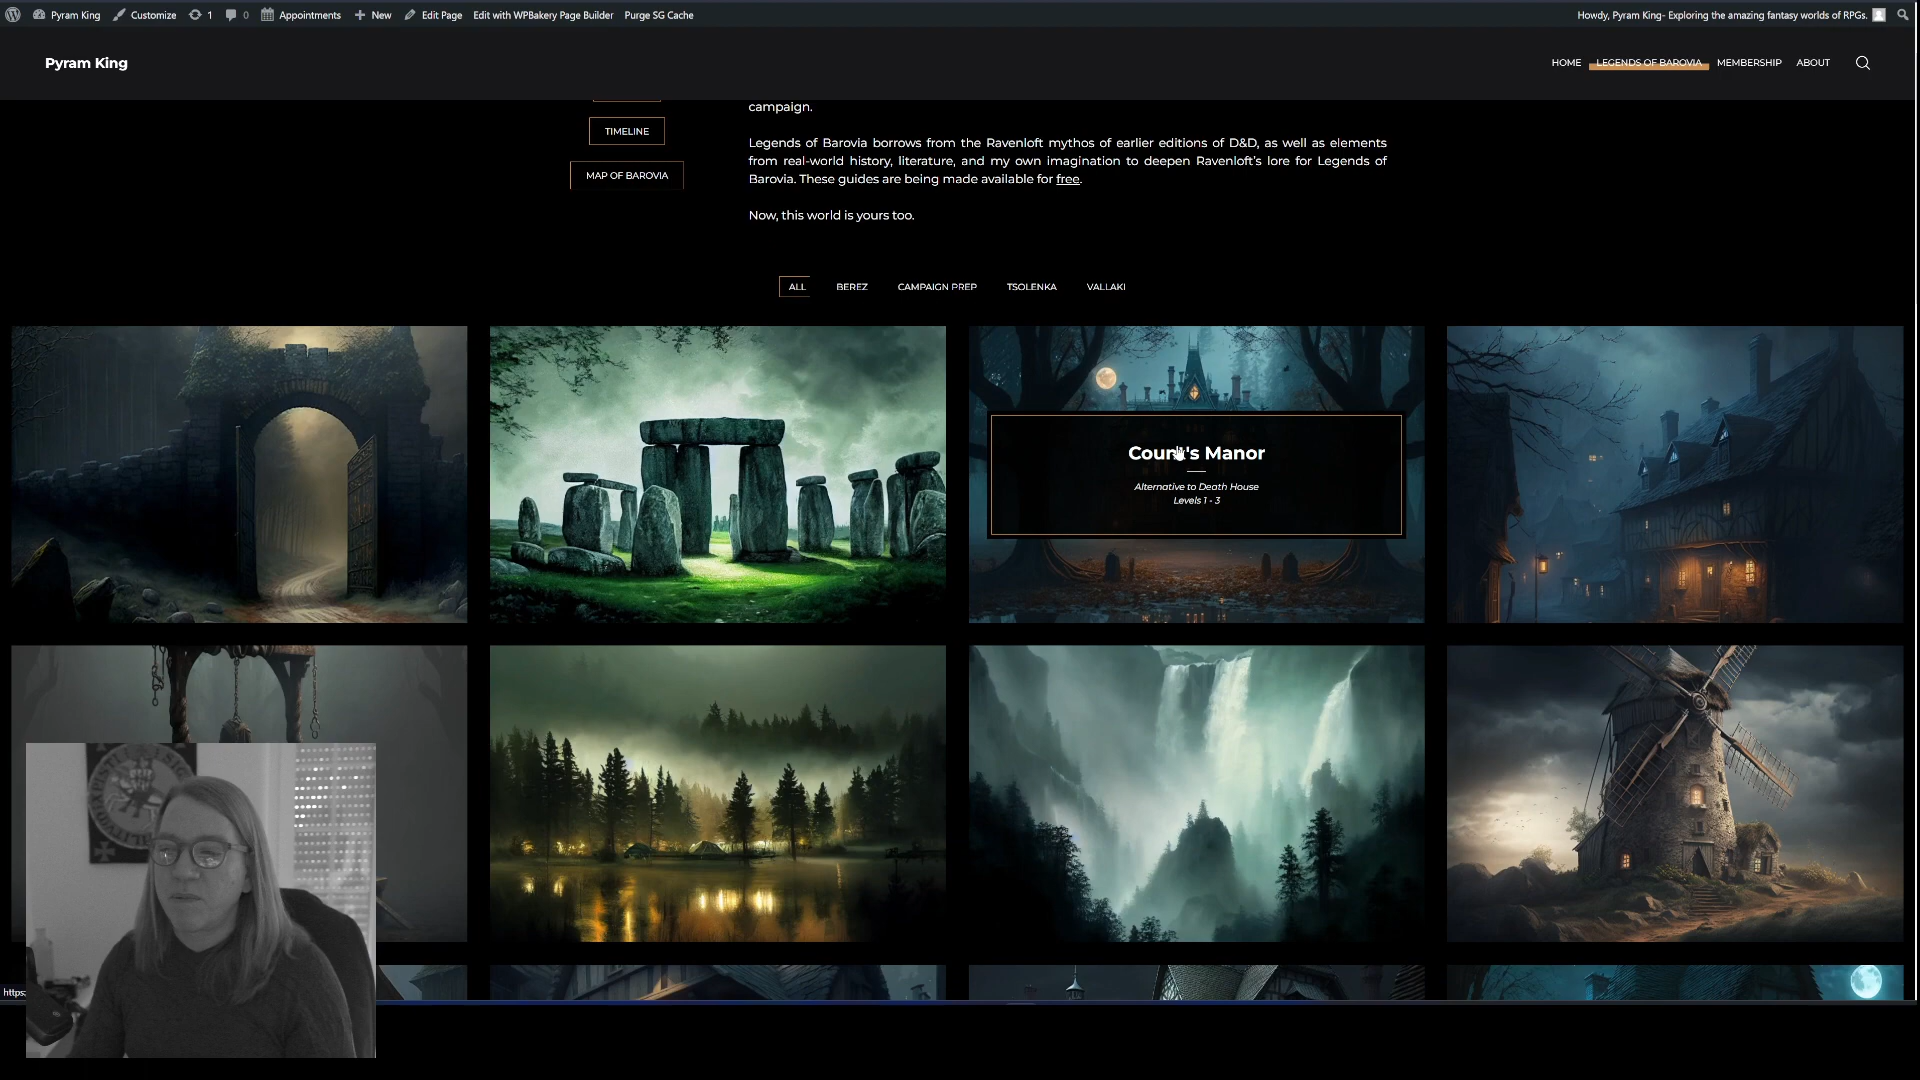 Pyram King
Customize
1
0
Appointments
New
Edit Page
Edit with WPBakery Page Builder
Purge SG Cache
Howdy, Pyram King- Exploring the amazing fantasy worlds of RPGs.
Pyram King
HOME
LEGENDS OF BAROVIA
MEMBERSHIP
ABOUT
campaign.
TIMELINE
MAP OF BAROVIA
Legends of Barovia borrows from the Ravenloft mythos of earlier editions of D&D, as well as elements
from real-world history, literature, and my own imagination to deepen Ravenloft's lore for Legends of
Barovia. These guides are being made available for free.
Now, this world is yours too.
ALL
BEREZ
CAMPAIGN PREP
TSOLENKA
VALLAKI
Count's Manor
Alternative to Death House
Levels 1 - 3
https: